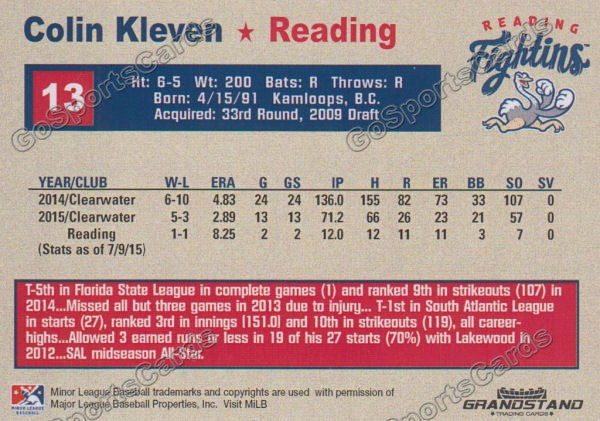 Colin Kleven ★ Reading
READING
Fightins
13
Ht: 6-5 Wt: 200 Bats: R Throws: R
Born: 4/15/91 Kamloops, B.C.
Acquired: 33rd Round, 2009 Draft
YEAR/CLUB W-L ERA G GS IP H R ER BB SO SV
2014/Clearwater 6-10 4.83 24 24 136.0 155 82 73 33 107 0
2015/Clearwater 5-3 2.89 13 13 71.2 66 26 23 21 57 0
Reading 1-1 8.25 2 2 12.0 12 11 11 3 7 0
(Stats as of 7/9/15)
T-5th in Florida State League in complete games (1) and ranked 9th in strikeouts (107) in
2014...Missed all but three games in 2013 due to injury... T-1st in South Atlantic League
in starts (27), ranked 3rd in innings (151.0) and 10th in strikeouts (119), all career-
highs...Allowed 3 earned runs or less in 19 of his 27 starts (70%) with Lakewood in
2012...SAL midseason All-Star.
MINOR LEAGUE
BASEBALL
Minor League Baseball trademarks and copyrights are used with permission of
Major League Baseball Properties, Inc. Visit MiLB
GRANDSTAND
TRADING CARDS
GoSportsCards